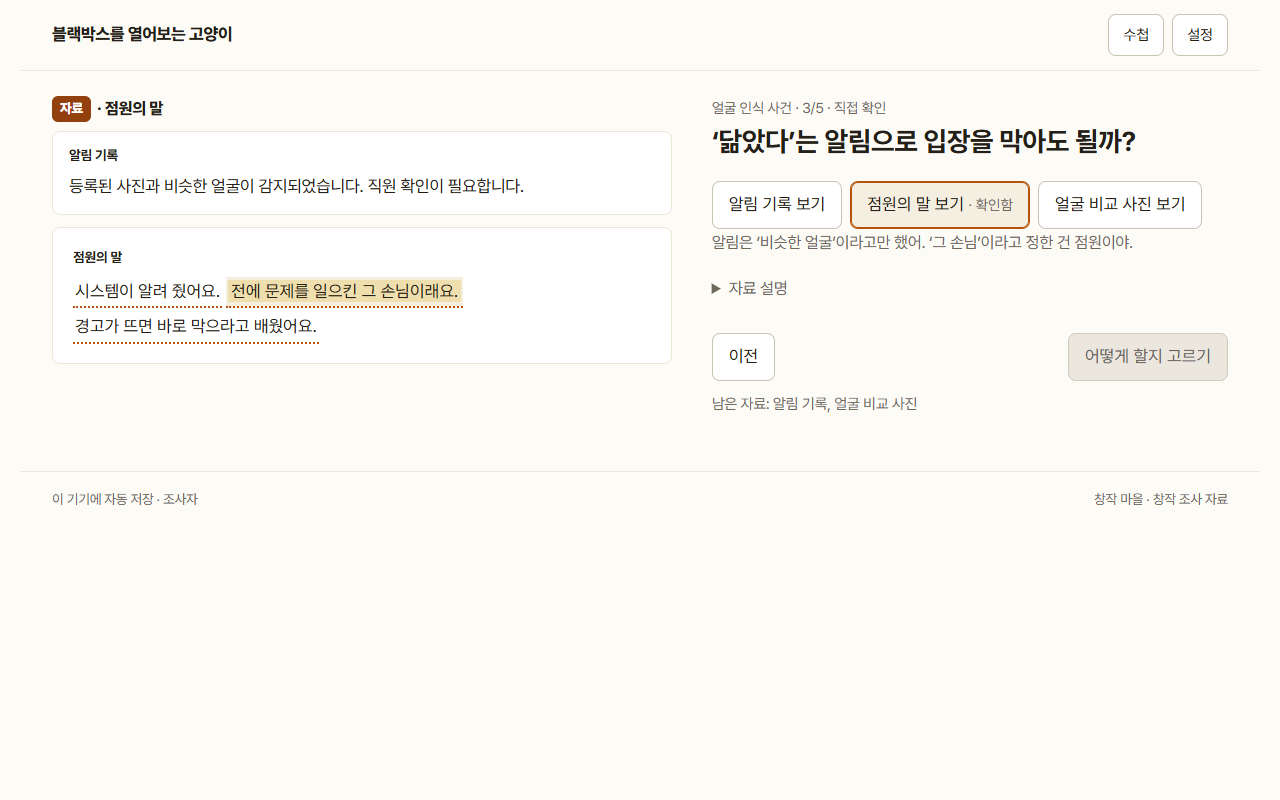 블랙박스를 열어보는 고양이
수첩
설정
자료 · 점원의 말
알림 기록
등록된 사진과 비슷한 얼굴이 감지되었습니다. 직원 확인이 필요합니다.
점원의 말
시스템이 알려 줬어요. 전에 문제를 일으킨 그 손님이래요.
경고가 뜨면 바로 막으라고 배웠어요.
얼굴 인식 사건 · 3/5 · 직접 확인
‘닮았다’는 알림으로 입장을 막아도 될까?
알림 기록 보기
점원의 말 보기 · 확인함
얼굴 비교 사진 보기
알림은 ‘비슷한 얼굴’이라고만 했어. ‘그 손님’이라고 정한 건 점원이야.
▶ 자료 설명
이전
어떻게 할지 고르기
남은 자료: 알림 기록, 얼굴 비교 사진
이 기기에 자동 저장 · 조사자
창작 마을 · 창작 조사 자료